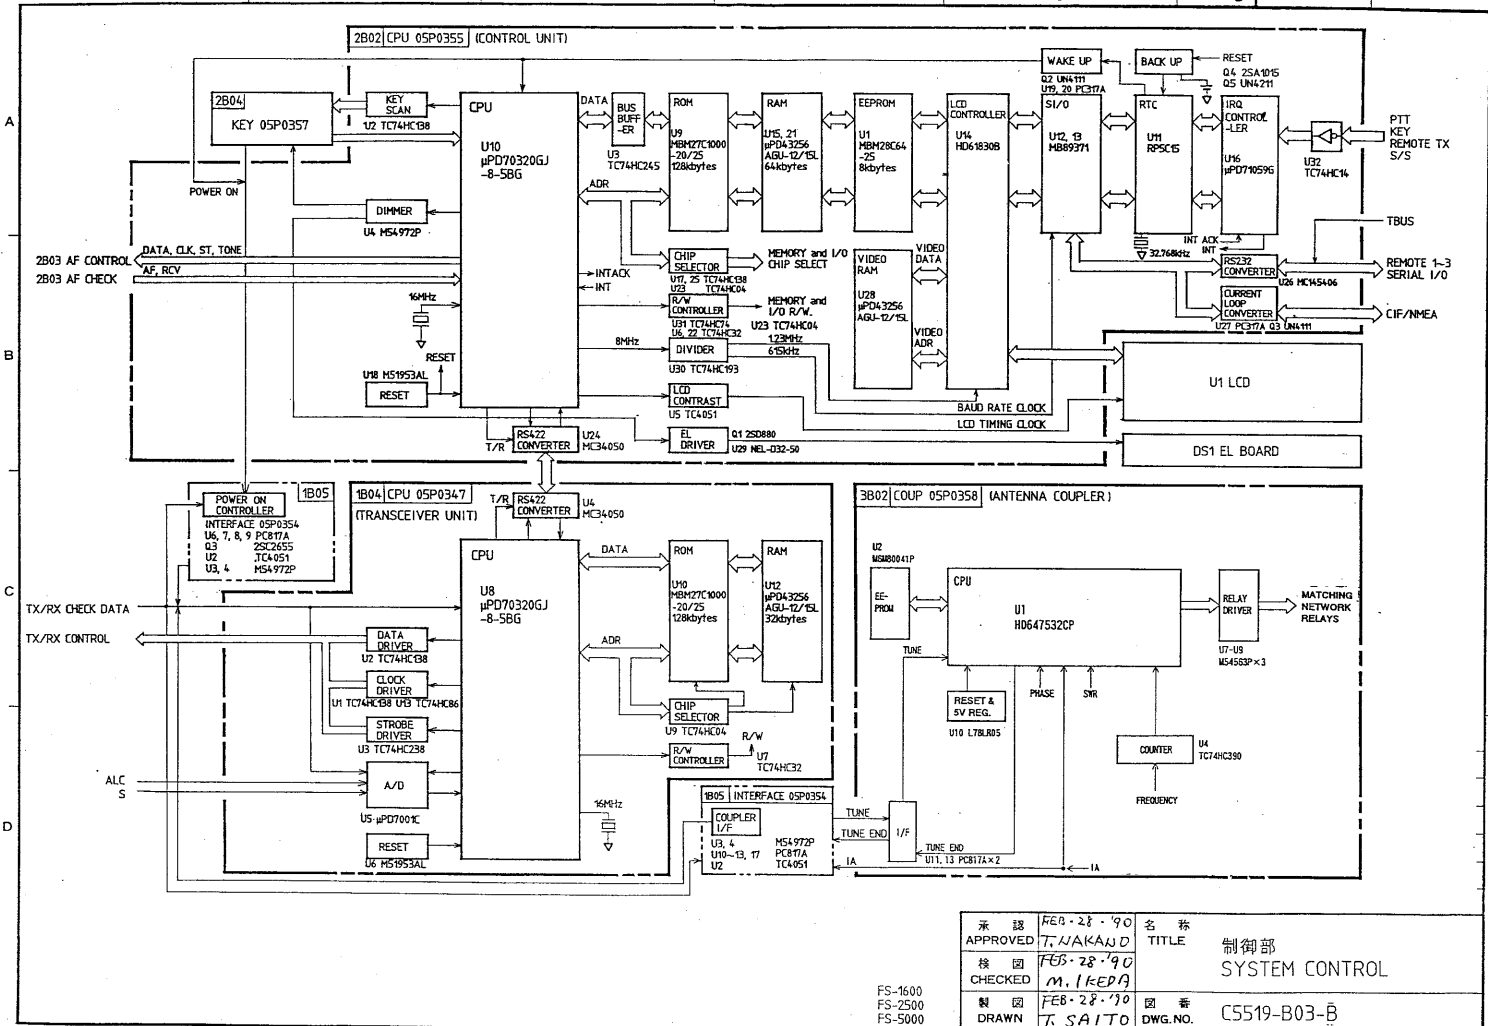 2B02 CPU 05P0355 (CONTROL UNIT)
WAKE UP
Q2 UN4111
U19, 20 PC317A
BACK UP
RESET
Q4 2SA1015
Q5 UN4211
2B04
KEY 05P0357
KEY
SCAN
U2 TC74HC138
CPU
U10
µPD70320GJ
-8-5BG
DATA
BUS
BUFF
-ER
U3
TC74HC245
ROM
U9
MBM27C1000
-20/25
128kbytes
RAM
U15, 21
µPD43256
AGU-12/15L
64kbytes
EEPROM
U1
MBM28C64
-25
8kbytes
LCD
CONTROLLER
U14
HD61830B
SI/O
U12, 13
MB89371
RTC
U11
RP5C15
IRQ
CONTROL
-LER
U16
µPD71059G
U32
TC74HC14
PTT
KEY
REMOTE TX
S/S
A
POWER ON
ADR
DIMMER
U4 M54972P
TBUS
INT ACK
INT
32.768kHz
2B03 AF CONTROL
DATA, CLK, ST, TONE
2B03 AF CHECK
AF, RCV
INTACK
INT
CHIP
SELECTOR
U17, 25 TC74HC138
U23 TC74HC04
MEMORY and I/O
CHIP SELECT
VIDEO
RAM
U28
µPD43256
AGU-12/15L
VIDEO
DATA
VIDEO
ADR
RS232
CONVERTER
U26 MC145406
REMOTE 1~3
SERIAL I/O
CURRENT
LOOP
CONVERTER
U27 PC317A Q3 UN4111
CIF/NMEA
16MHz
R/W
CONTROLLER
U31 TC74HC74
U6, 22 TC74HC32
MEMORY and
I/O R/W.
U23 TC74HC04
B
8MHz
DIVIDER
U30 TC74HC193
1.23MHz
615kHz
RESET
U18 M51953AL
RESET
LCD
CONTRAST
U5 TC4051
BAUD RATE CLOCK
LCD TIMING CLOCK
U1 LCD
T/R
RS422
CONVERTER
U24
MC34050
EL
DRIVER
Q1 2SD880
U29 NEL-D32-50
DS1 EL BOARD
1B05
POWER ON
CONTROLLER
INTERFACE 05P0354
U6, 7, 8, 9 PC817A
Q3 2SC2655
U2 TC4051
U3, 4 M54972P
1B04 CPU 05P0347
(TRANSCEIVER UNIT)
T/R
RS422
CONVERTER
U4
MC34050
3B02 COUP 05P0358 (ANTENNA COUPLER)
CPU
U8
µPD70320GJ
-8-5BG
DATA
ROM
U10
MBM27C1000
-20/25
128kbytes
RAM
U12
µPD43256
AGU-12/15L
32kbytes
U2
MSM80041P
EE-
PROM
CPU
U1
HD647532CP
RELAY
DRIVER
U7-U9
M54563P×3
MATCHING
NETWORK
RELAYS
C
TX/RX CHECK DATA
TX/RX CONTROL
DATA
DRIVER
U2 TC74HC138
ADR
TUNE
CLOCK
DRIVER
U1 TC74HC138 U13 TC74HC86
CHIP
SELECTOR
U9 TC74HC04
RESET &
5V REG.
U10 L78LR05
PHASE
SWR
STROBE
DRIVER
U3 TC74HC238
R/W
CONTROLLER
R/W
U7
TC74HC32
COUNTER
U4
TC74HC390
FREQUENCY
ALC
S
A/D
U5 µPD7001C
D
16MHz
RESET
U6 M51953AL
1B05 INTERFACE 05P0354
COUPLER
I/F
U3, 4 M54972P
U10~13, 17 PC817A
U2 TC4051
TUNE
TUNE END
I/F
TUNE END
U11, 13 PC817A×2
IA
IA
承認 APPROVED FEB·28·'90 T. NAKANO
名称 TITLE
制御部
SYSTEM CONTROL
検図 CHECKED FEB·28·'90 M. IKEDA
製図 DRAWN FEB·28·'90 T. SAITO
図番 DWG.NO. C5519-B03-B
FS-1600
FS-2500
FS-5000